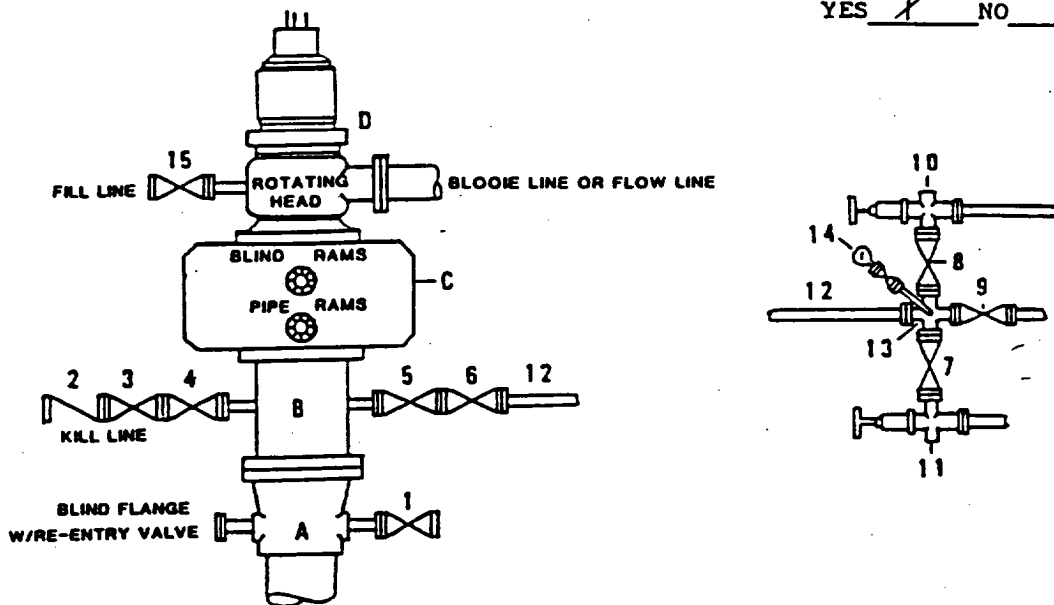 YES NO
D
15
FILL LINE
ROTATING
HEAD
BLOOIE LINE OR FLOW LINE
BLIND RAMS
C
PIPE RAMS
2 3 4
B
5 6 12
KILL LINE
BLIND FLANGE
W/RE-ENTRY VALVE
A
1
10
14
8
12
9
13
7
11